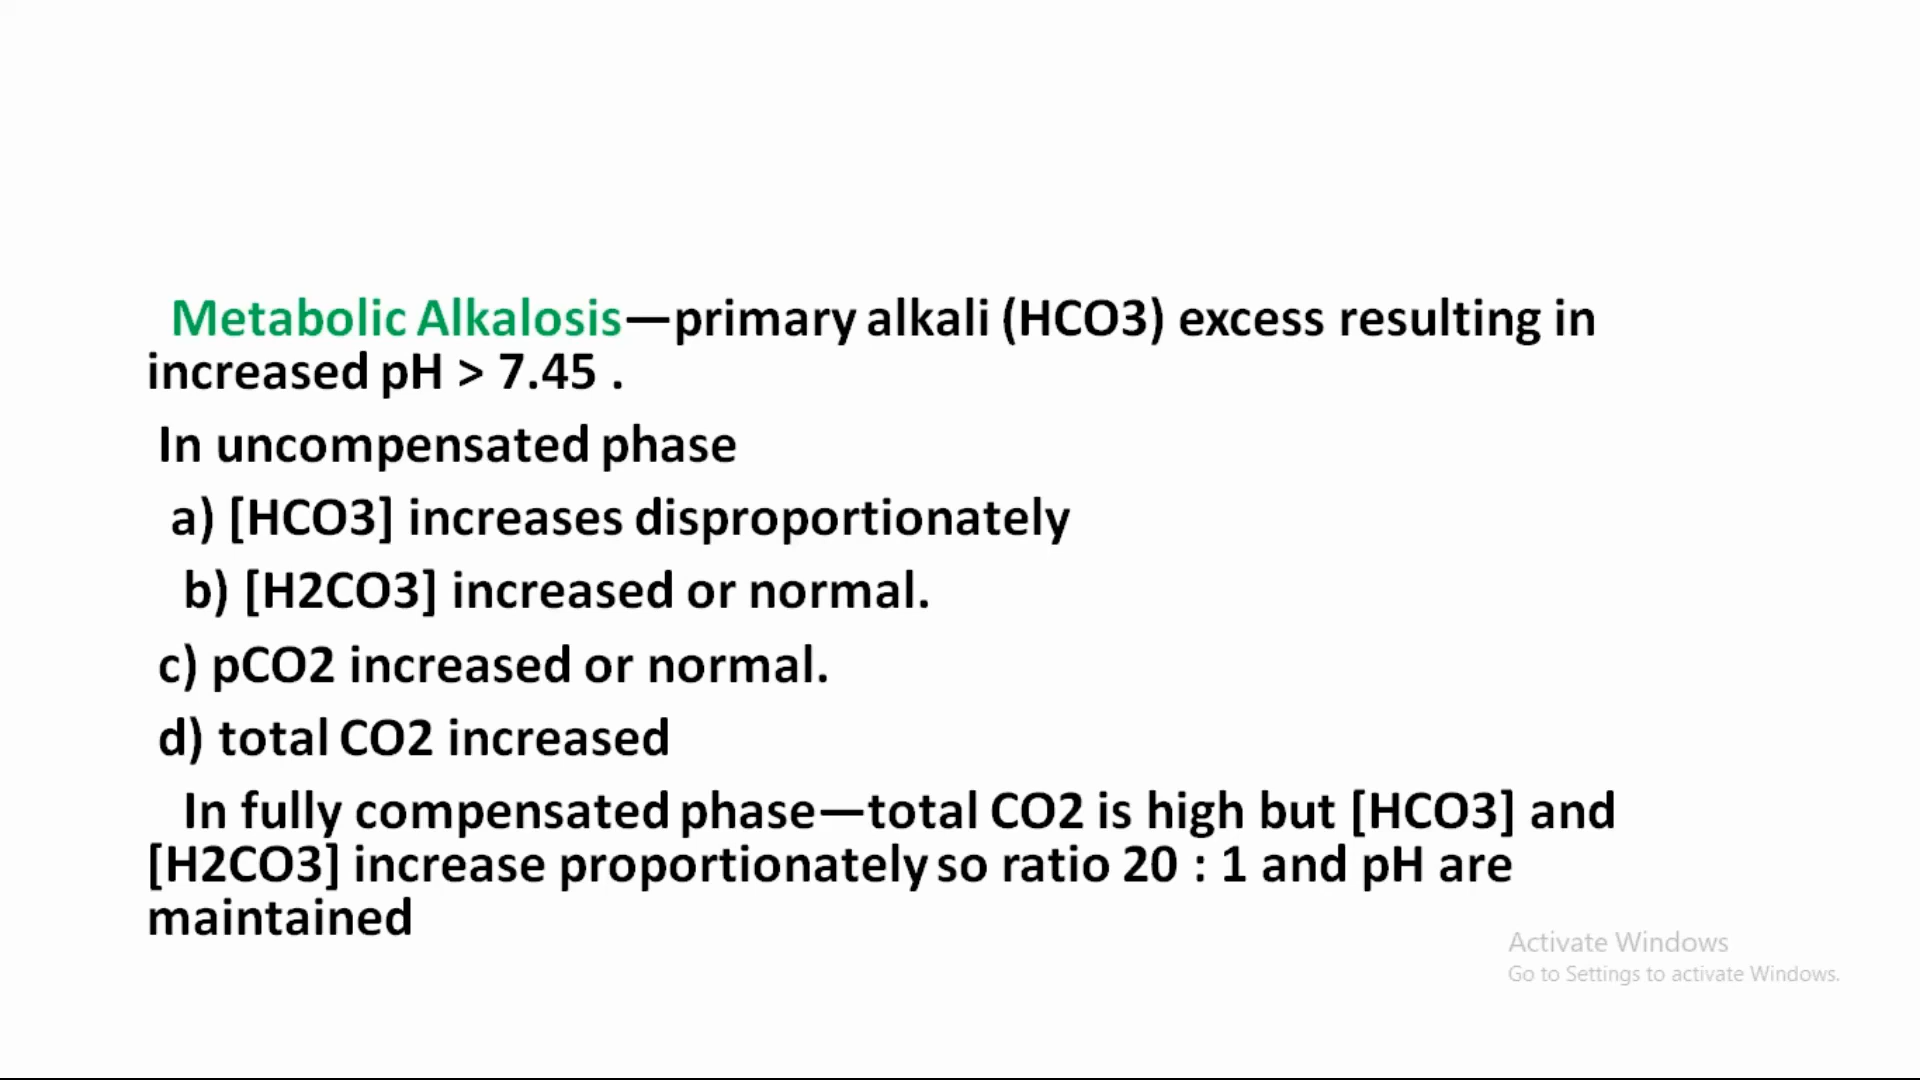 Metabolic Alkalosis—primary alkali (HCO3) excess resulting in
increased pH > 7.45 .
In uncompensated phase
a) [HCO3] increases disproportionately
b) [H2CO3] increased or normal.
c) pCO2 increased or normal.
d) total CO2 increased
In fully compensated phase—total CO2 is high but [HCO3] and
[H2CO3] increase proportionately so ratio 20 : 1 and pH are
maintained
Activate Windows
Go to Settings to activate Windows.